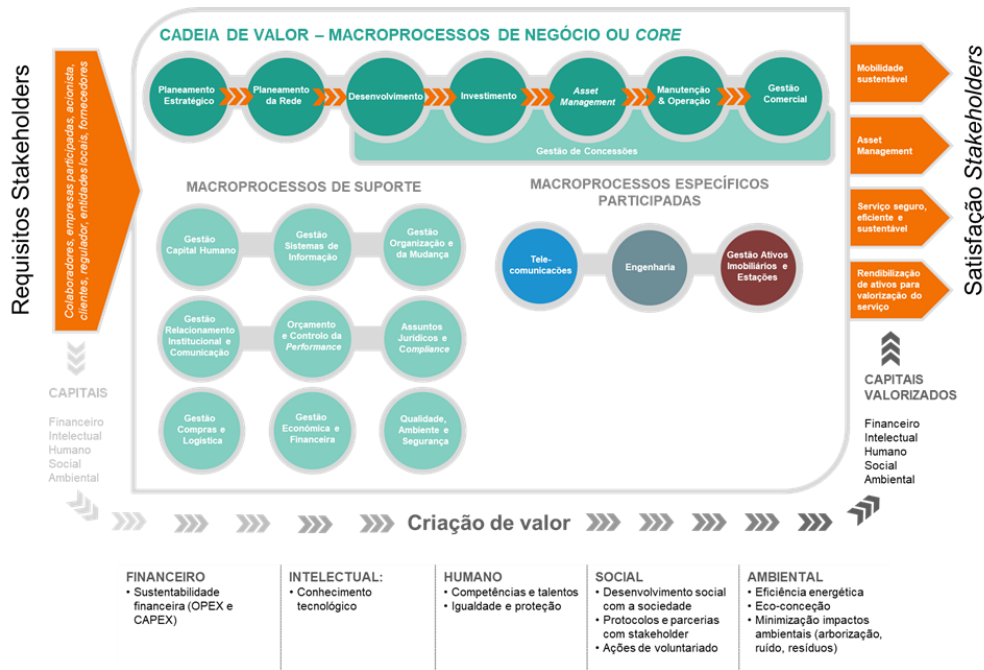 CADEIA DE VALOR – MACROPROCESSOS DE NEGÓCIO OU CORE
Requisitos Stakeholders
Colaboradores, empresas participadas, acionista,
clientes, regulador, entidades locais, fornecedores
Planeamento
Estratégico
Planeamento
da Rede
Desenvolvimento
Investimento
Asset
Management
Manutenção
& Operação
Gestão
Comercial
Gestão de Concessões
MACROPROCESSOS DE SUPORTE
Gestão
Capital Humano
Gestão
Sistemas de
Informação
Gestão
Organização e
da Mudança
Gestão
Relacionamento
Institucional e
Comunicação
Orçamento
e Controlo da
Performance
Assuntos
Jurídicos e
Compliance
Gestão
Compras e
Logística
Gestão
Económica e
Financeira
Qualidade,
Ambiente e
Segurança
MACROPROCESSOS ESPECÍFICOS
PARTICIPADAS
Tele-
comunicacões
Engenharia
Gestão Ativos
Imobiliários e
Estações
Mobilidade
sustentável
Asset
Management
Serviço seguro,
eficiente e
sustentável
Rendibilização
de ativos para
valorização do
serviço
Satisfação Stakeholders
CAPITAIS
Financeiro
Intelectual
Humano
Social
Ambiental
CAPITAIS
VALORIZADOS
Financeiro
Intelectual
Humano
Social
Ambiental
Criação de valor
FINANCEIRO
• Sustentabilidade
financeira (OPEX e
CAPEX)
INTELECTUAL:
• Conhecimento
tecnológico
HUMANO
• Competências e talentos
• Igualdade e proteção
SOCIAL
• Desenvolvimento social
com a sociedade
• Protocolos e parcerias
com stakeholder
• Ações de voluntariado
AMBIENTAL
• Eficiência energética
• Eco-conceção
• Minimização impactos
ambientais (arborização,
ruído, resíduos)